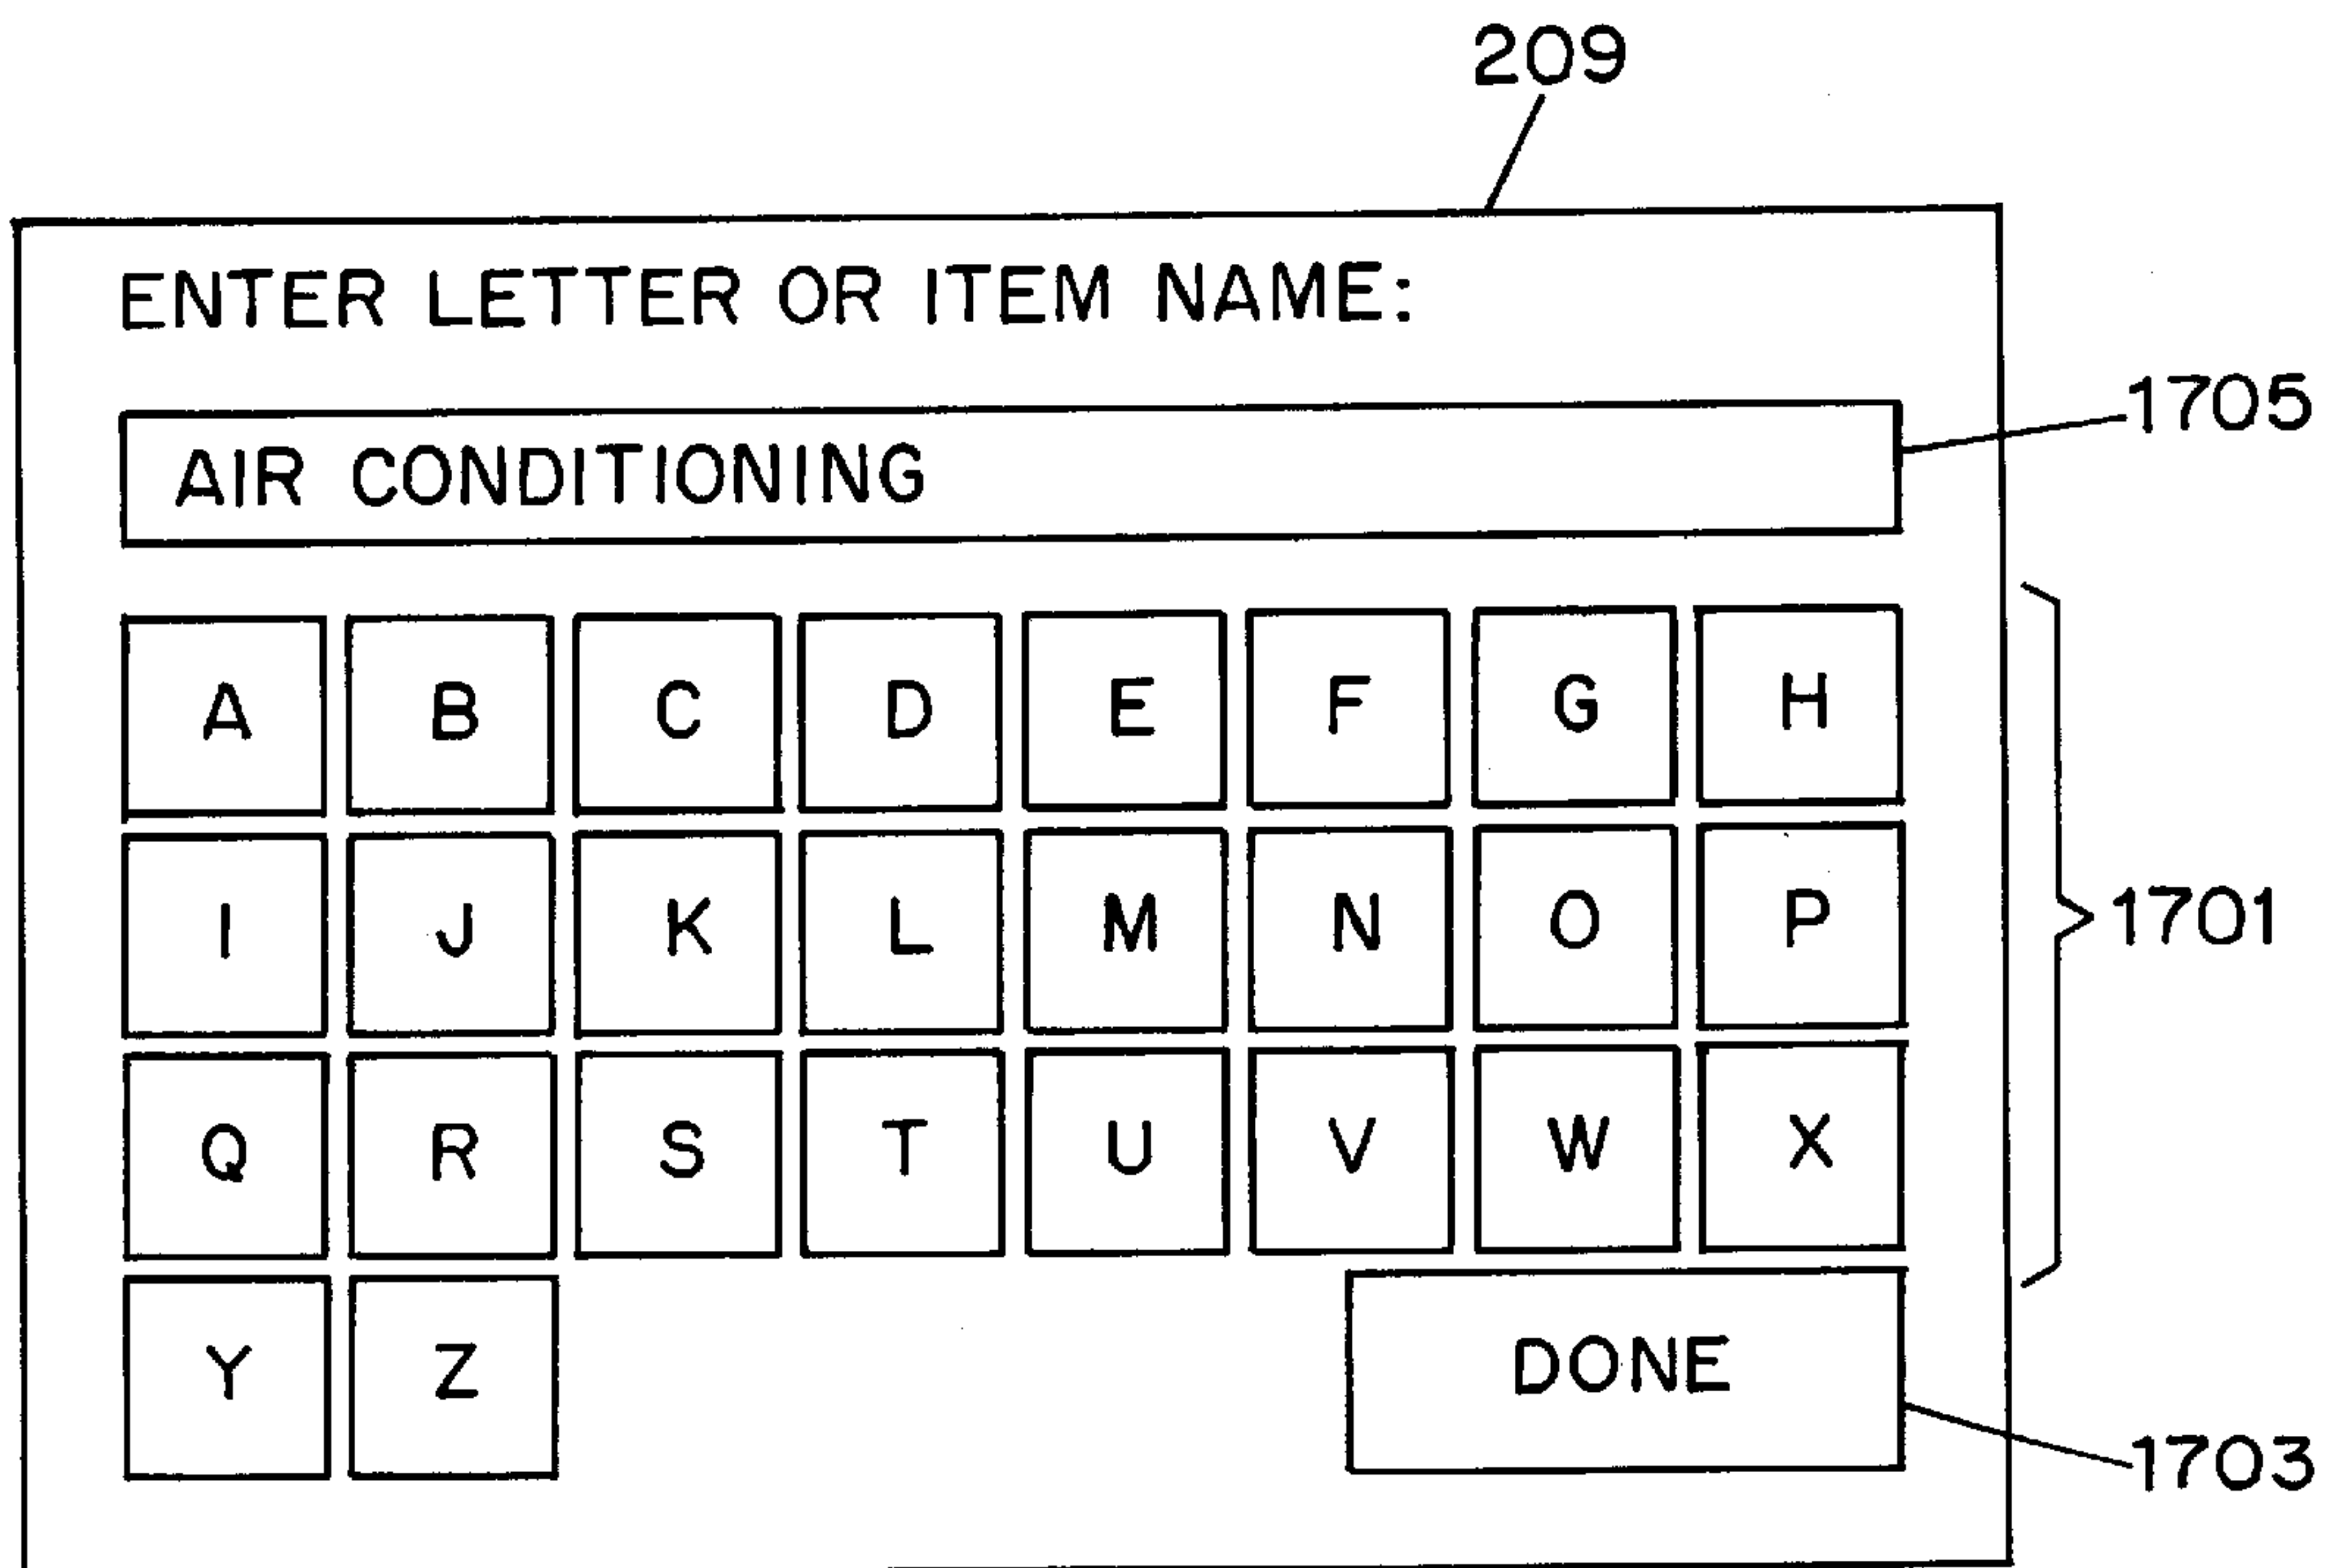 209
ENTER LETTER OR ITEM NAME:
1705
AIR CONDITIONING
A B C D E F G H
I J K L M N O P
1701
Q R S T U V W X
Y Z DONE
1703